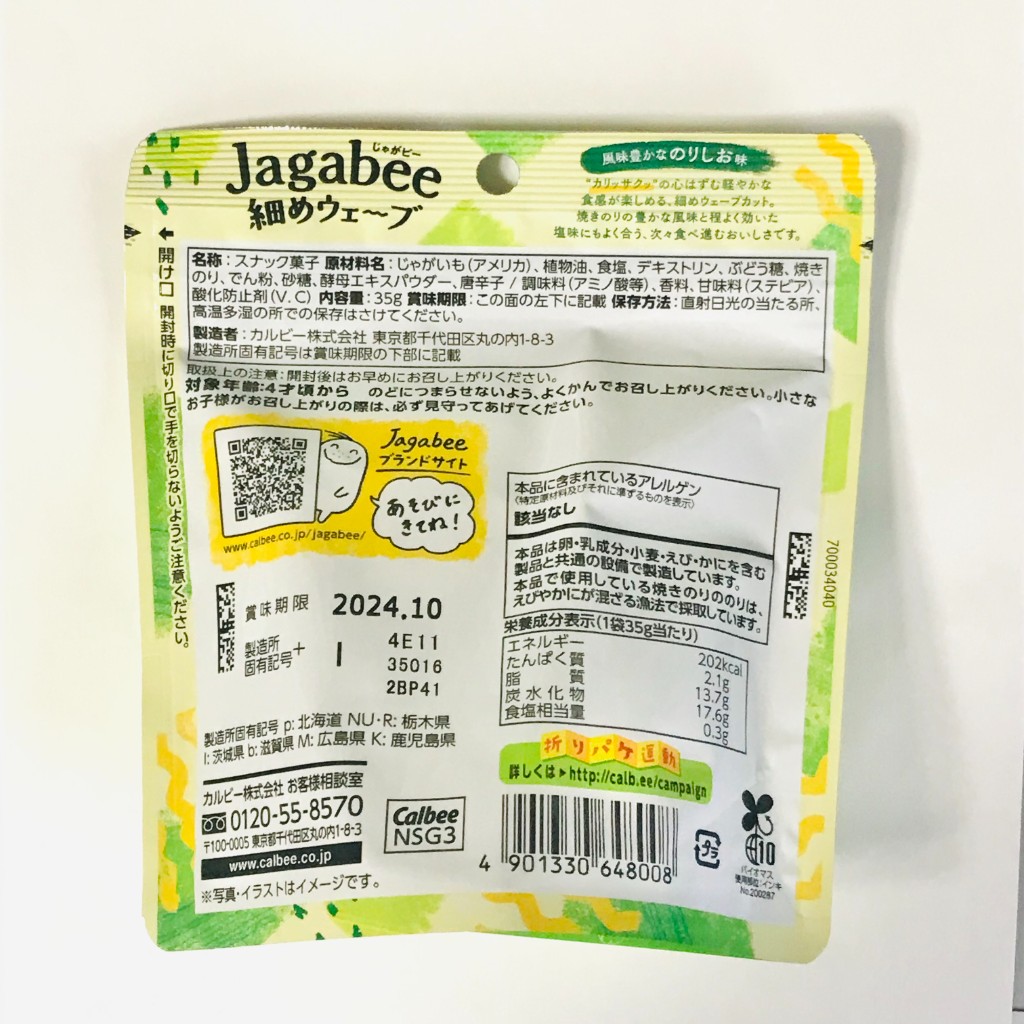 じゃがビー
Jagabee
細めウェ〜ブ
風味豊かなのりしお味
"カリッサクッ"の心はずむ軽やかな
食感が楽しめる、細めウェーブカット。
焼きのりの豊かな風味と程よく効いた
塩味にもよく合う、次々食べ進むおいしさです。
←開け口 開封時に切り口で手を切らないようご注意ください。
名称：スナック菓子 原材料名：じゃがいも（アメリカ）、植物油、食塩、デキストリン、ぶどう糖、焼き
のり、でん粉、砂糖、酵母エキスパウダー、唐辛子 / 調味料（アミノ酸等）、香料、甘味料（ステビア）、
酸化防止剤（V.C） 内容量：35g 賞味期限：この面の左下に記載 保存方法：直射日光の当たる所、
高温多湿の所での保存はさけてください。
製造者：カルビー株式会社 東京都千代田区丸の内1-8-3
製造所固有記号は賞味期限の下部に記載
取扱上の注意：開封後はお早めにお召し上がりください。
対象年齢：4才頃から のどにつまらせないよう、よくかんでお召し上がりください。小さな
お子様がお召し上がりの際は、必ず見守ってあげてください。
Jagabee
ブランドサイト
あそびに
きてね！
www.calbee.co.jp/jagabee/
本品に含まれているアレルゲン
（特定原材料及びそれに準ずるものを表示）
該当なし
本品は卵・乳成分・小麦・えび・かにを含む
製品と共通の設備で製造しています。
本品で使用している焼きのりののりは、
えびやかにが混ざる漁法で採取しています。
700034040
賞味期限 2024.10
製造所
固有記号＋ I 4E11
35016
2BP41
栄養成分表示（1袋35g当たり）
エネルギー 202kcal
たんぱく質 2.1g
脂質 13.7g
炭水化物 17.6g
食塩相当量 0.3g
製造所固有記号 p：北海道 NU・R：栃木県
I：茨城県 b：滋賀県 M：広島県 K：鹿児島県
折りパケ運動
詳しくは▶http://calb.ee/campaign
カルビー株式会社 お客様相談室
0120-55-8570
〒100-0005 東京都千代田区丸の内1-8-3
www.calbee.co.jp
※写真・イラストはイメージです。
Calbee
NSG3
4 901330 648008
プラ
10
バイオマス
使用部位：インキ
No.200287